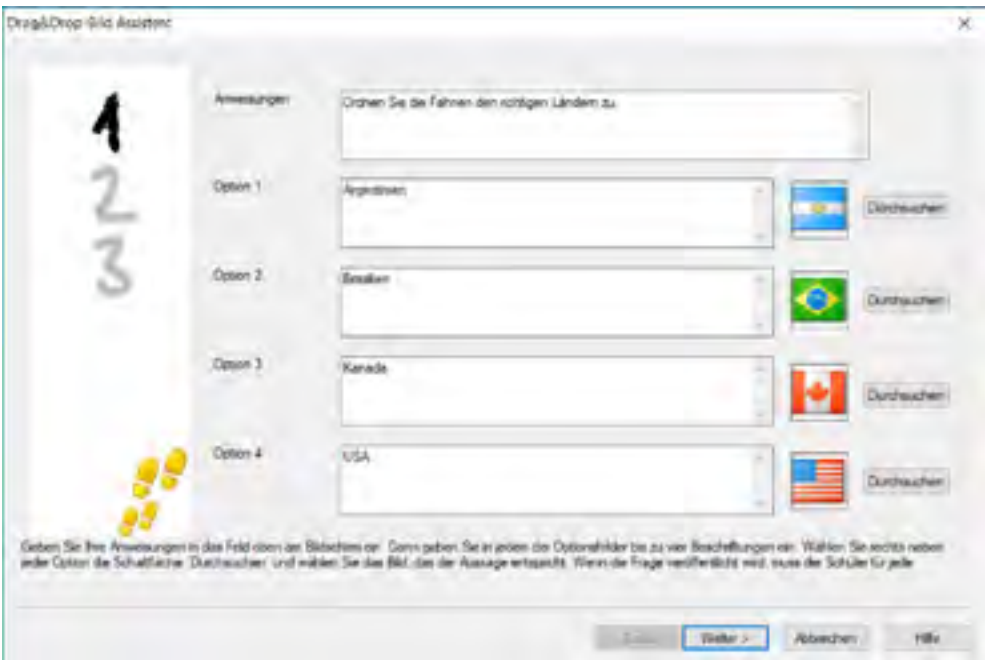 Drag&Drop-Bild Assistent
1
2
3
Anweisungen
Ordnen Sie die Fahnen den richtigen Ländern zu.
Option 1
Argentinien
Durchsuchen
Option 2
Brasilien
Durchsuchen
Option 3
Kanada
Durchsuchen
Option 4
USA
Durchsuchen
Geben Sie Ihre Anweisungen in das Feld oben am Bildschirm ein. Dann geben Sie in jedem der Optionsfelder bis zu vier Beschriftungen ein. Wählen Sie rechts neben
jeder Option die Schaltfläche 'Durchsuchen' und wählen Sie das Bild, das der Aussage entspricht. Wenn die Frage veröffentlicht wird, muss der Schüler für jede
Weiter >
Abbrechen
Hilfe